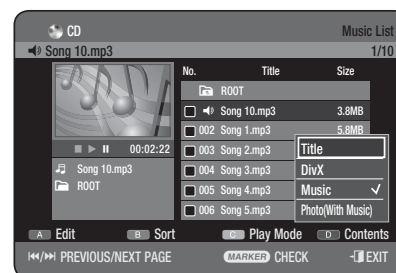 CD Music List
Song 10.mp3 1/10
No. Title Size
ROOT
Song 10.mp3 3.8MB
002 Song 1.mp3 5.8MB
00:02:22 003 Song 2.mp3 Title
Song 10.mp3 004 Song 3.mp3 DivX
ROOT 005 Song 4.mp3 Music ✓
006 Song 5.mp3 Photo(With Music)
A Edit B Sort C Play Mode D Contents
PREVIOUS/NEXT PAGE MARKER CHECK EXIT